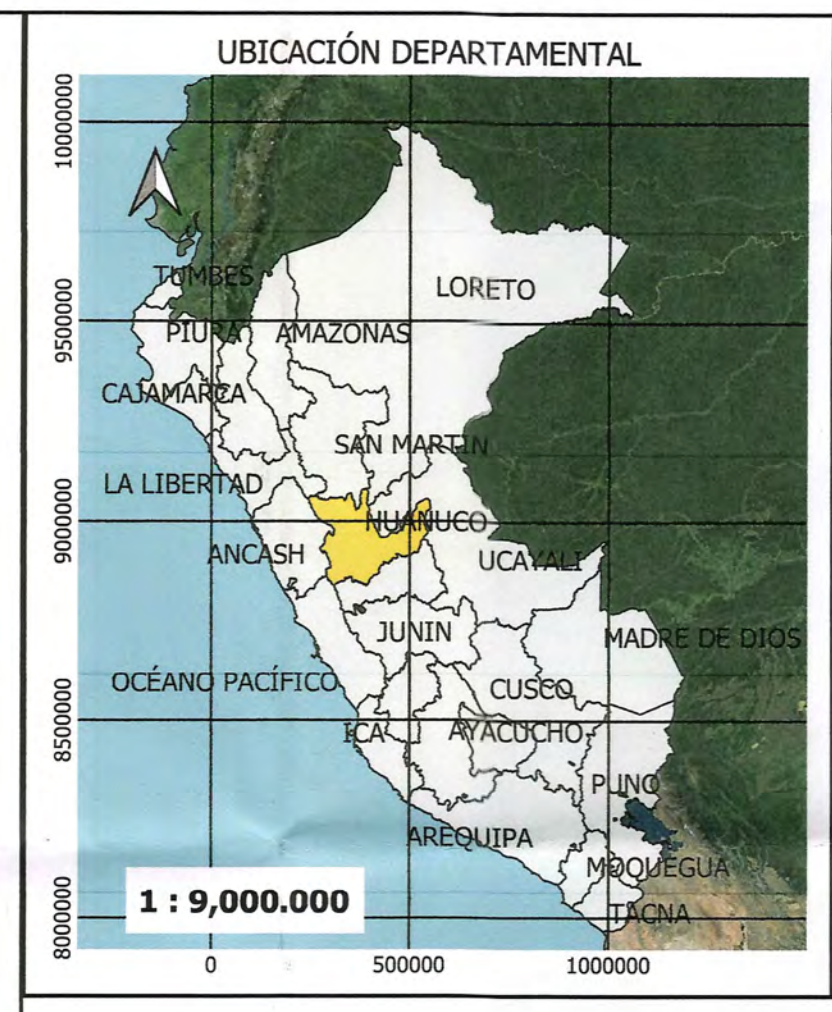 UBICACIÓN DEPARTAMENTAL
10000000
TUMBES
LORETO
9500000
PIURA
AMAZONAS
CAJAMARCA
SAN MARTIN
LA LIBERTAD
9000000
HUANUCO
ANCASH
UCAYALI
JUNIN
MADRE DE DIOS
OCÉANO PACÍFICO
CUSCO
8500000
ICA
AYACUCHO
PUNO
AREQUIPA
MOQUEGUA
1 : 9,000.000
8000000
TACNA
0
500000
1000000